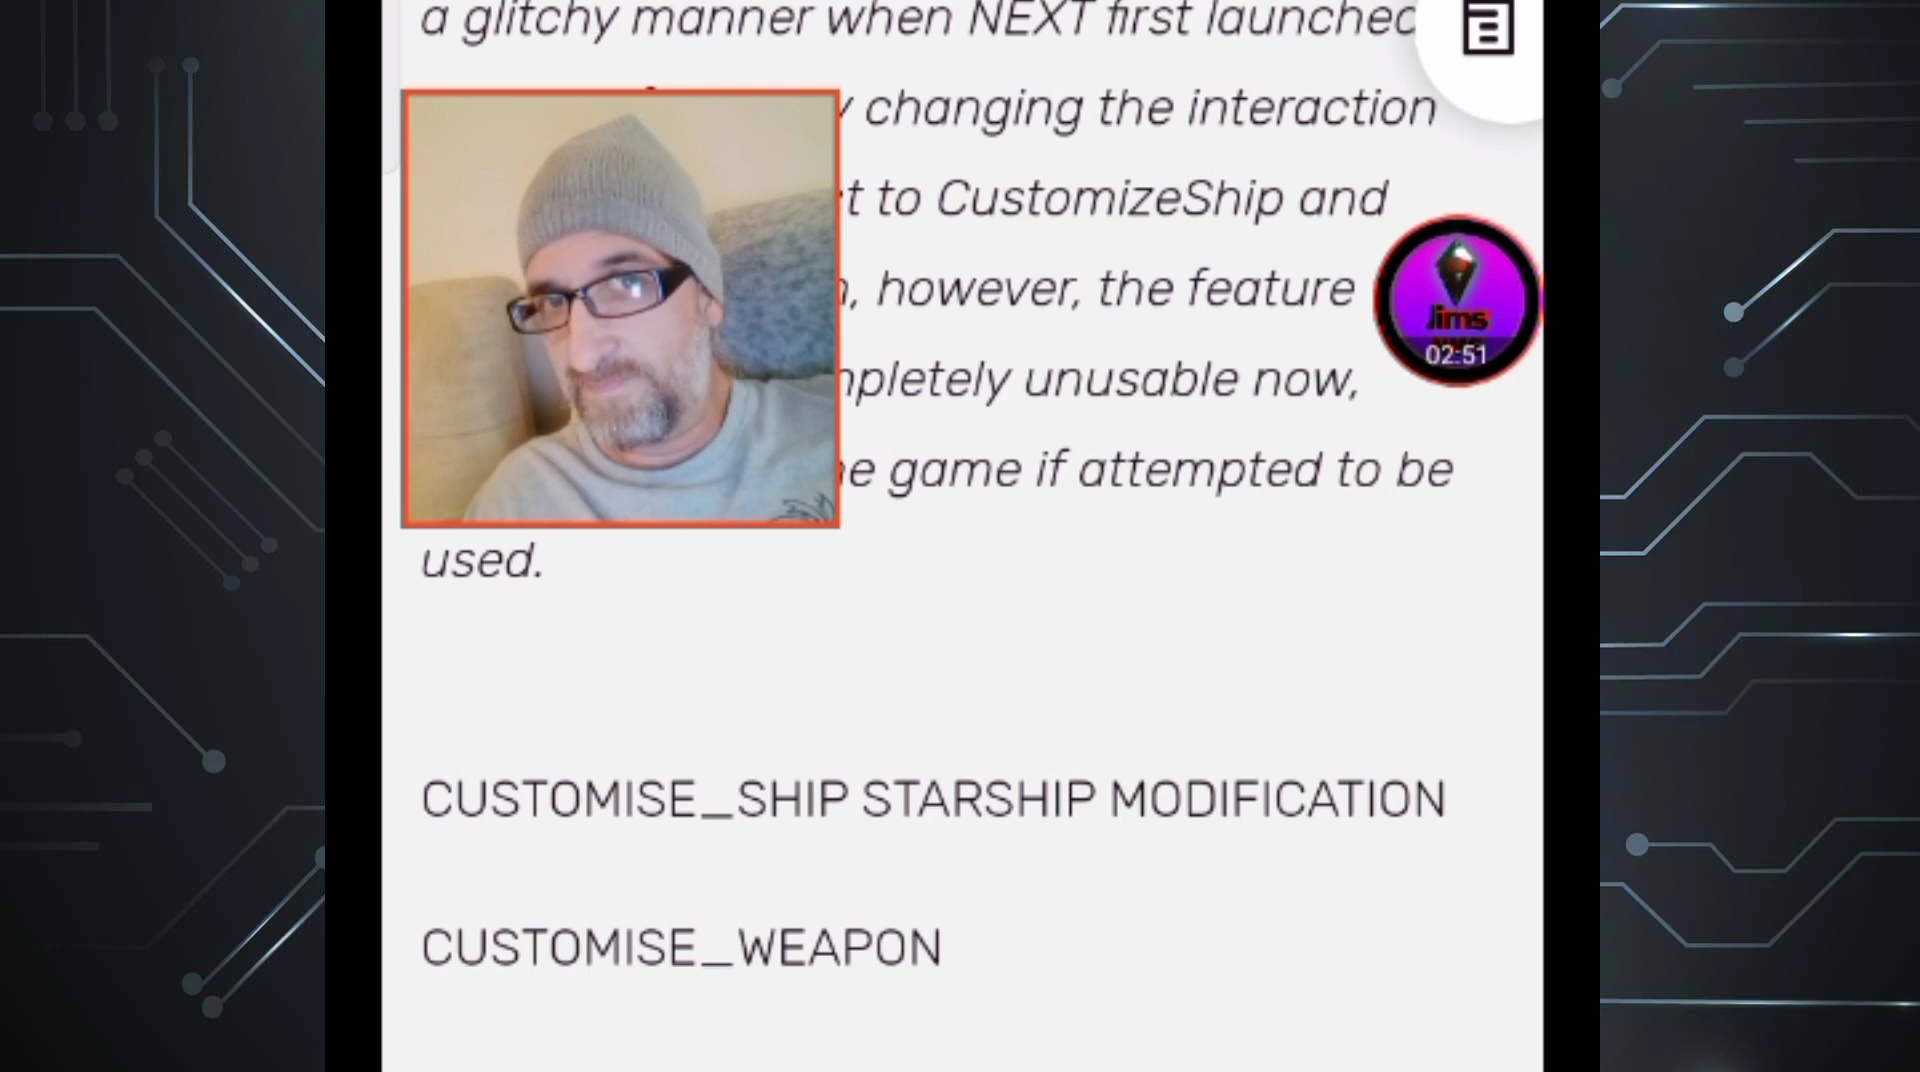 a glitchy manner when NEXT first launched
changing the interaction
to CustomizeShip and
however, the feature
unusable now,
game if attempted to be
used.
Jims
02:51
CUSTOMISE_SHIP STARSHIP MODIFICATION
CUSTOMISE_WEAPON